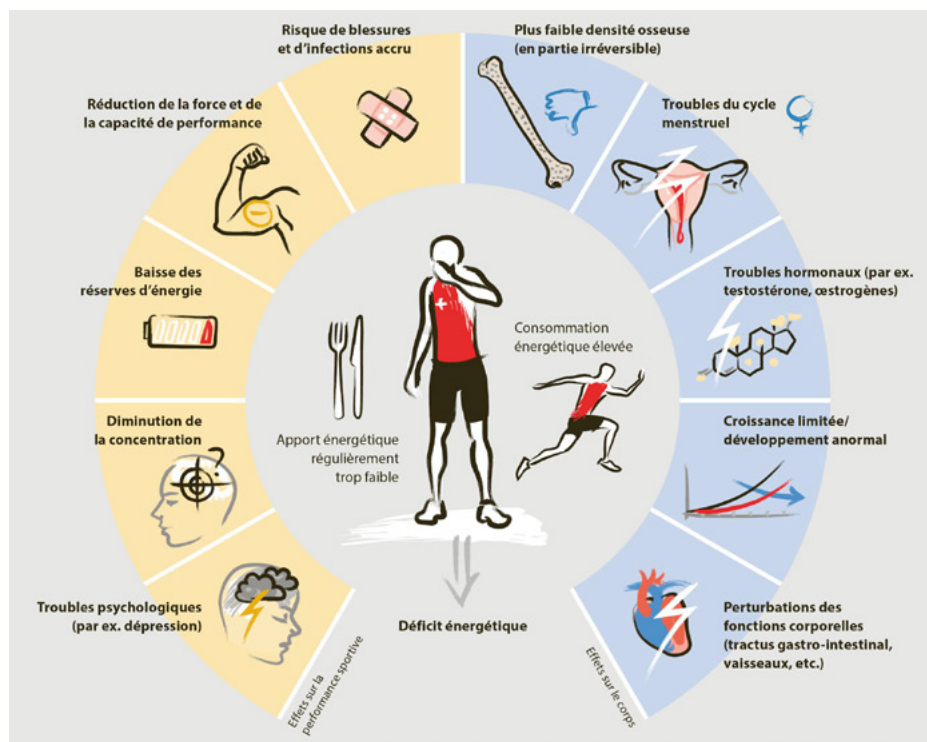 Risque de blessures
et d'infections accru
Plus faible densité osseuse
(en partie irréversible)
Réduction de la force et de
la capacité de performance
Troubles du cycle
menstruel
Baisse des
réserves d'énergie
Troubles hormonaux (par ex.
testostérone, œstrogènes)
Consommation
énergétique élevée
Apport énergétique
régulièrement
trop faible
Diminution de
la concentration
Croissance limitée/
développement anormal
?
Troubles psychologiques
(par ex. dépression)
Déficit énergétique
Perturbations des
fonctions corporelles
(tractus gastro-intestinal,
vaisseaux, etc.)
Effets sur la
performance sportive
Effets sur le corps